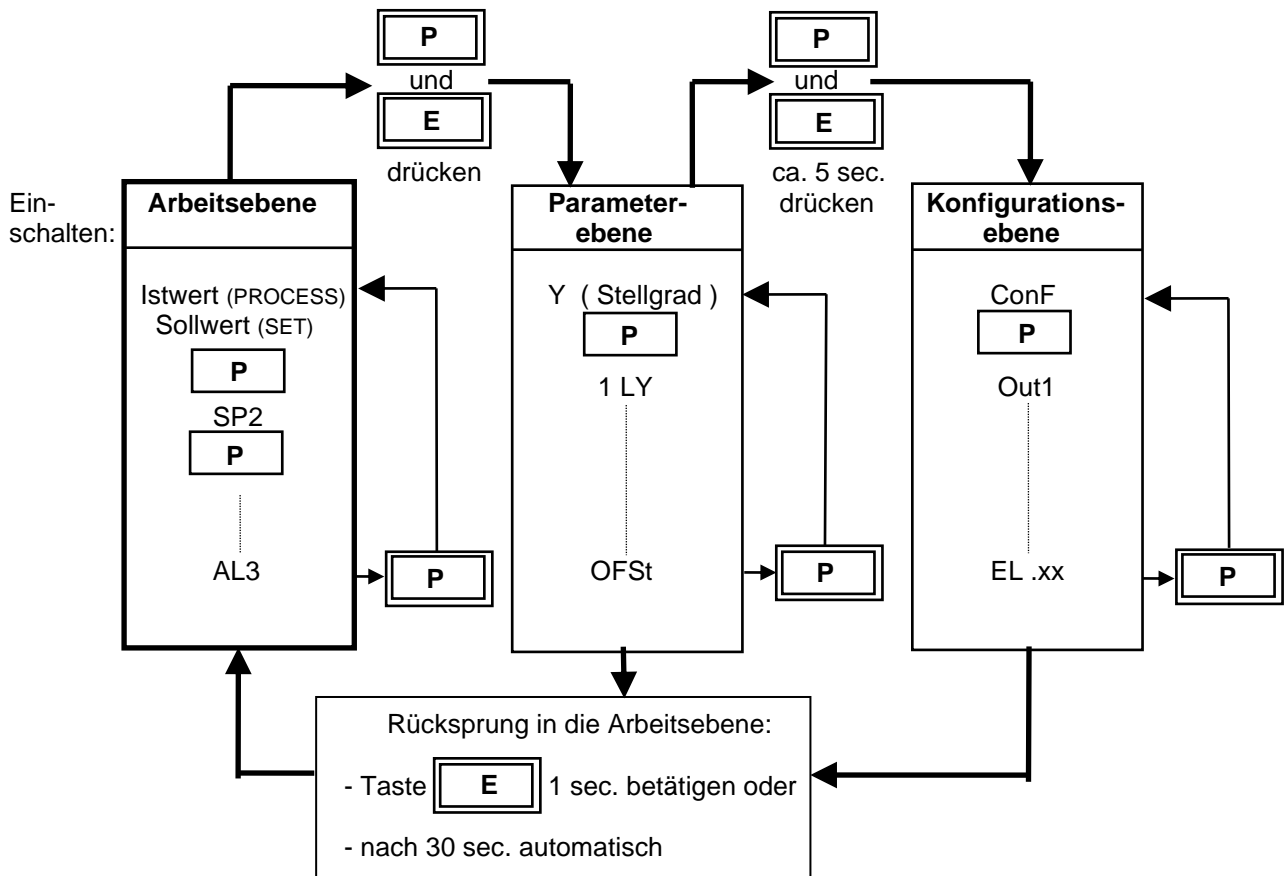 P
und
E
drücken
P
und
E
ca. 5 sec.
drücken
Ein-
schalten:
Arbeitsebene
Istwert (PROCESS)
Sollwert (SET)
P
SP2
P
AL3
P
Parameter-
ebene
Y ( Stellgrad )
P
1 LY
OFSt
P
Konfigurations-
ebene
ConF
P
Out1
EL .xx
P
Rücksprung in die Arbeitsebene:
- Taste E 1 sec. betätigen oder
- nach 30 sec. automatisch